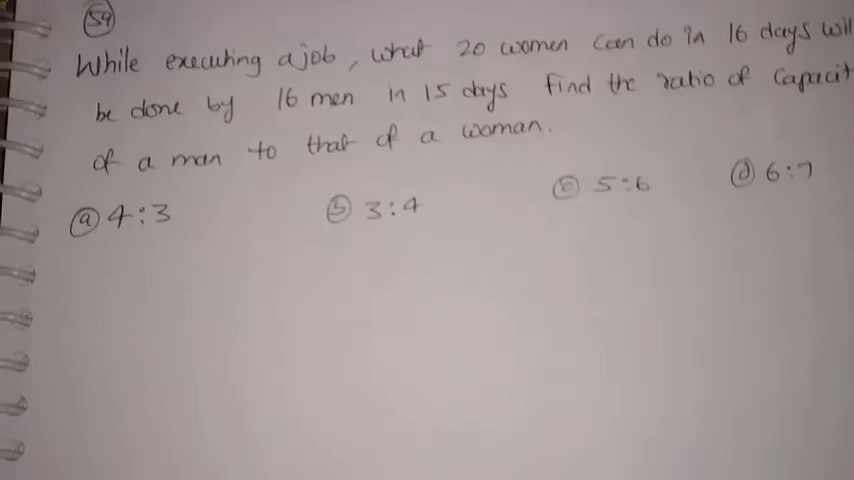 59
While executing a job, what 20 women can do in 16 days will
be done by 16 men in 15 days find the ratio of capacit
of a man to that of a woman.
a 4:3 b 3:4 c 5:6 d 6:7